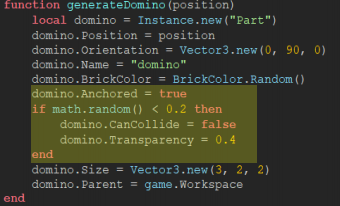 function generateDomino(position)
    local domino = Instance.new("Part")
    domino.Position = position
    domino.Orientation = Vector3.new(0, 90, 0)
    domino.Name = "domino"
    domino.BrickColor = BrickColor.Random()
    domino.Anchored = true
    if math.random() < 0.2 then
        domino.CanCollide = false
        domino.Transparency = 0.4
    end
    domino.Size = Vector3.new(3, 2, 2)
    domino.Parent = game.Workspace
end